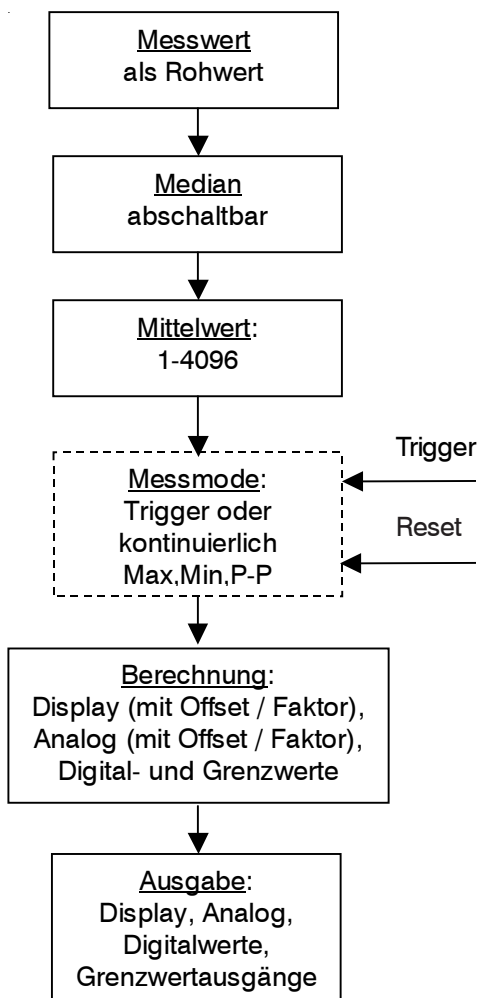 Messwert
als Rohwert
Median
abschaltbar
Mittelwert:
1-4096
Trigger
Messmode:
Trigger oder
kontinuierlich
Max,Min,P-P
Reset
Berechnung:
Display (mit Offset / Faktor),
Analog (mit Offset / Faktor),
Digital- und Grenzwerte
Ausgabe:
Display, Analog,
Digitalwerte,
Grenzwertausgänge